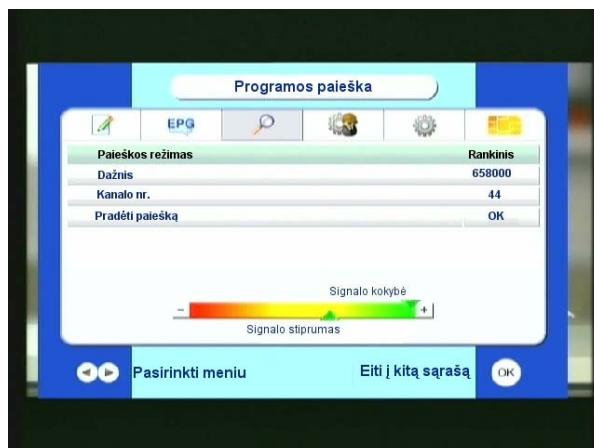 Programos paieška
EPG
Paieškos režimas Rankinis
Dažnis 658000
Kanalo nr. 44
Pradėti paiešką OK
Signalo kokybė
- +
Signalo stiprumas
Pasirinkti meniu Eiti į kitą sąrašą OK